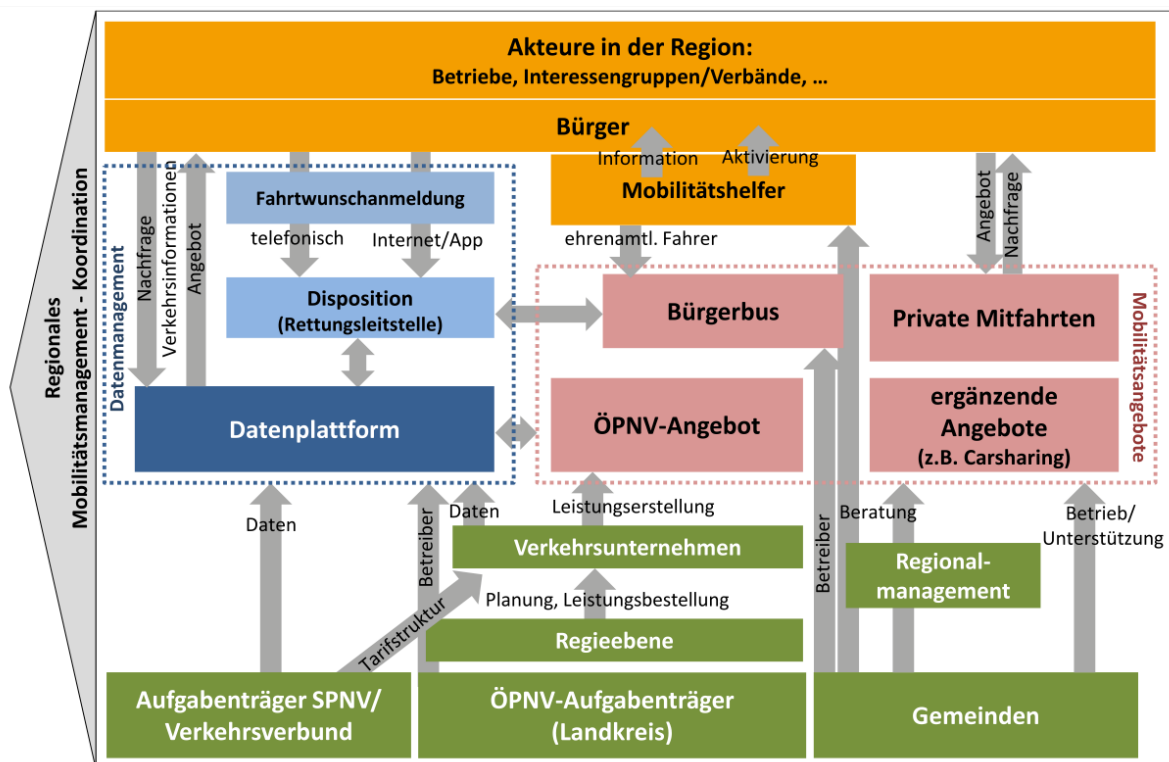 Akteure in der Region:
Betriebe, Interessengruppen/Verbände, ...
Bürger
Information
Aktivierung
Mobilitätshelfer
Fahrtwunschanmeldung
telefonisch
Internet/App
ehrenamtl. Fahrer
Angebot
Nachfrage
Nachfrage
Verkehrsinformationen
Angebot
Regionales
Mobilitätsmanagement - Koordination
Datenmanagement
Disposition
(Rettungsleitstelle)
Bürgerbus
Private Mitfahrten
Mobilitätsangebote
Datenplattform
ÖPNV-Angebot
ergänzende
Angebote
(z.B. Carsharing)
Daten
Betreiber
Daten
Leistungserstellung
Betreiber
Beratung
Betrieb/
Unterstützung
Verkehrsunternehmen
Regional-
management
Tarifstruktur
Planung, Leistungsbestellung
Regieebene
Aufgabenträger SPNV/
Verkehrsverbund
ÖPNV-Aufgabenträger
(Landkreis)
Gemeinden